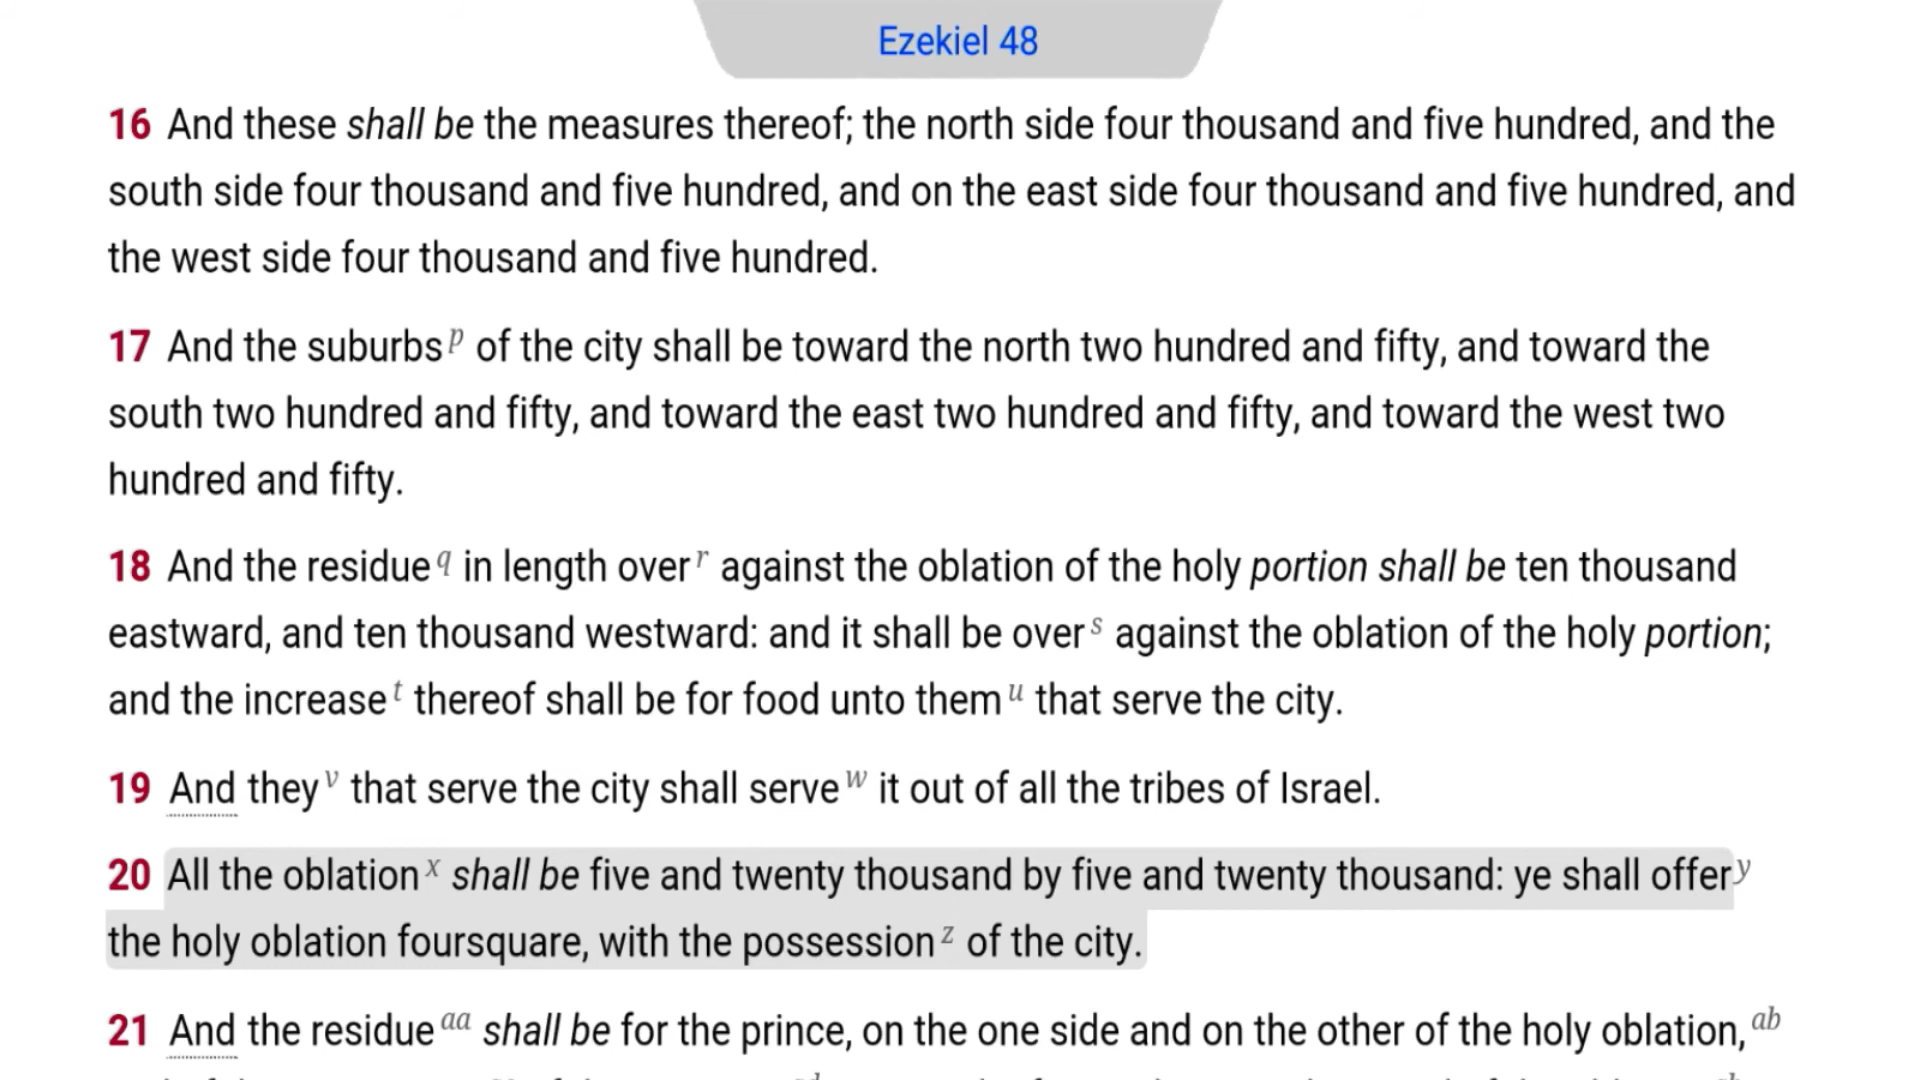 Ezekiel 48
16 And these shall be the measures thereof; the north side four thousand and five hundred, and the
south side four thousand and five hundred, and on the east side four thousand and five hundred, and
the west side four thousand and five hundred.
17 And the suburbs p of the city shall be toward the north two hundred and fifty, and toward the
south two hundred and fifty, and toward the east two hundred and fifty, and toward the west two
hundred and fifty.
18 And the residue q in length over r against the oblation of the holy portion shall be ten thousand
eastward, and ten thousand westward: and it shall be over s against the oblation of the holy portion;
and the increase t thereof shall be for food unto them u that serve the city.
19 And they v that serve the city shall serve w it out of all the tribes of Israel.
20 All the oblation x shall be five and twenty thousand by five and twenty thousand: ye shall offer y
the holy oblation foursquare, with the possession z of the city.
21 And the residue aa shall be for the prince, on the one side and on the other of the holy oblation, ab